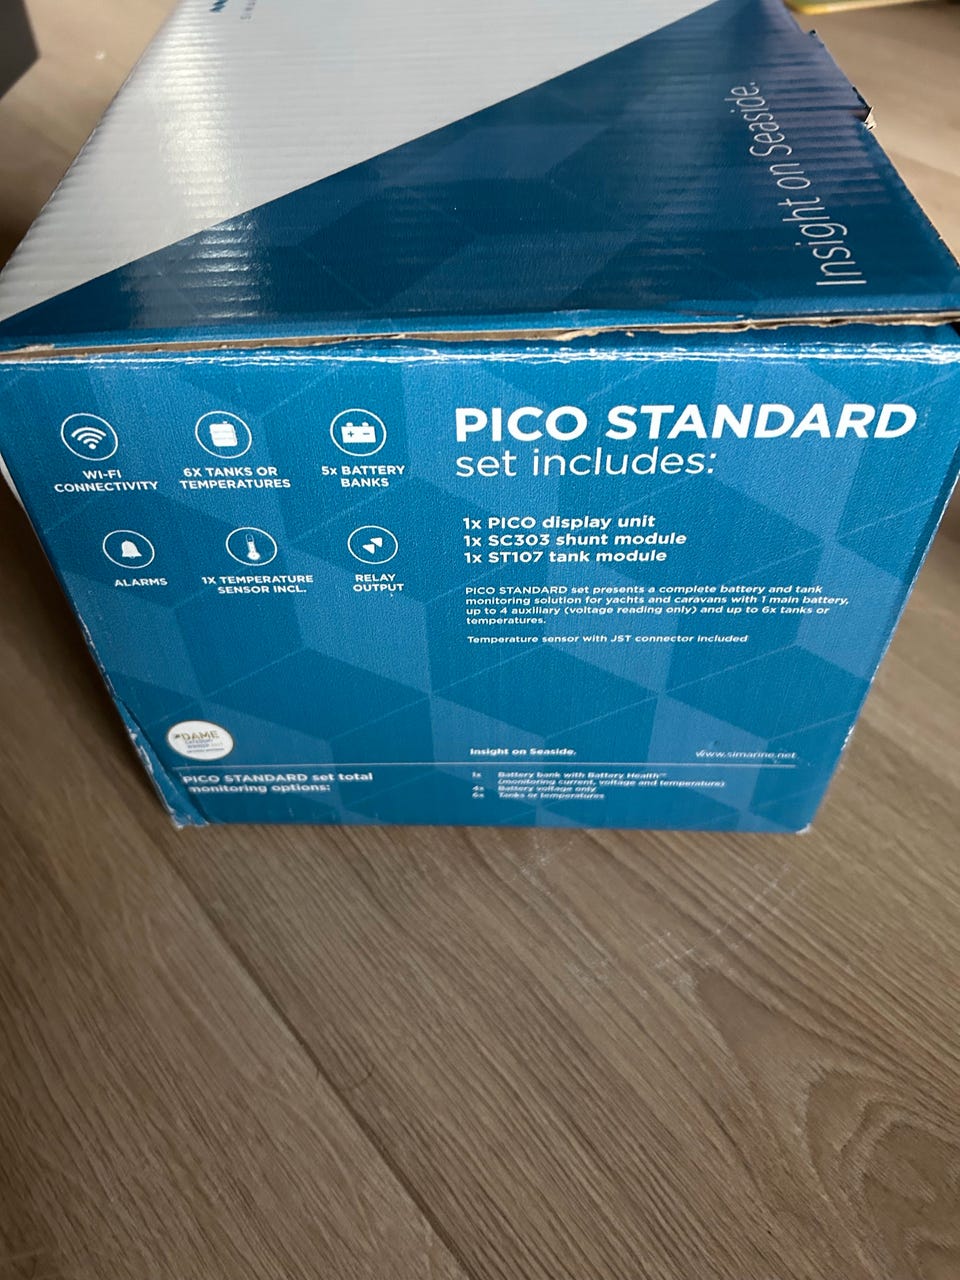 Insight on Seaside.
WI-FI
CONNECTIVITY
6X TANKS OR
TEMPERATURES
5x BATTERY
BANKS
ALARMS
1X TEMPERATURE
SENSOR INCL.
RELAY
OUTPUT
PICO STANDARD
set includes:
1x PICO display unit
1x SC303 shunt module
1x ST107 tank module
PICO STANDARD set presents a complete battery and tank
monitoring solution for yachts and caravans with 1 main battery,
up to 4 auxiliary (voltage reading only) and up to 6x tanks or
temperatures.
Temperature sensor with JST connector included
DAME
Insight on Seaside.
www.simarine.net
PICO STANDARD set total
monitoring options:
1x Battery bank with Battery Health™
(monitoring current, voltage and temperature)
4x Battery voltage only
6x Tanks or temperatures